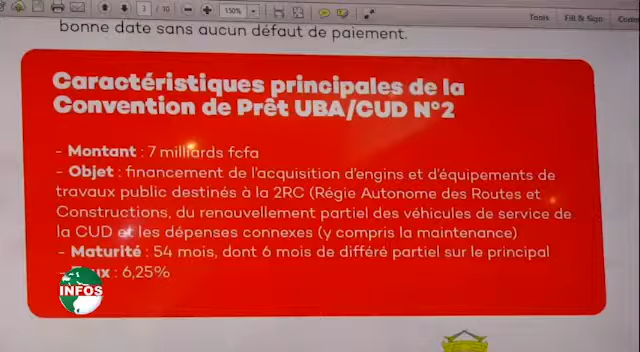 3 / 10
150%
Tools
Fill & Sign
bonne date sans aucun défaut de paiement.
Caractéristiques principales de la
Convention de Prêt UBA/CUD N°2
- Montant : 7 milliards fcfa
- Objet : financement de l'acquisition d'engins et d'équipements de
travaux public destinés à la 2RC (Régie Autonome des Routes et
Constructions, du renouvellement partiel des véhicules de service de
la CUD et les dépenses connexes (y compris la maintenance)
- Maturité : 54 mois, dont 6 mois de différé partiel sur le principal
: 6,25%
INFOS